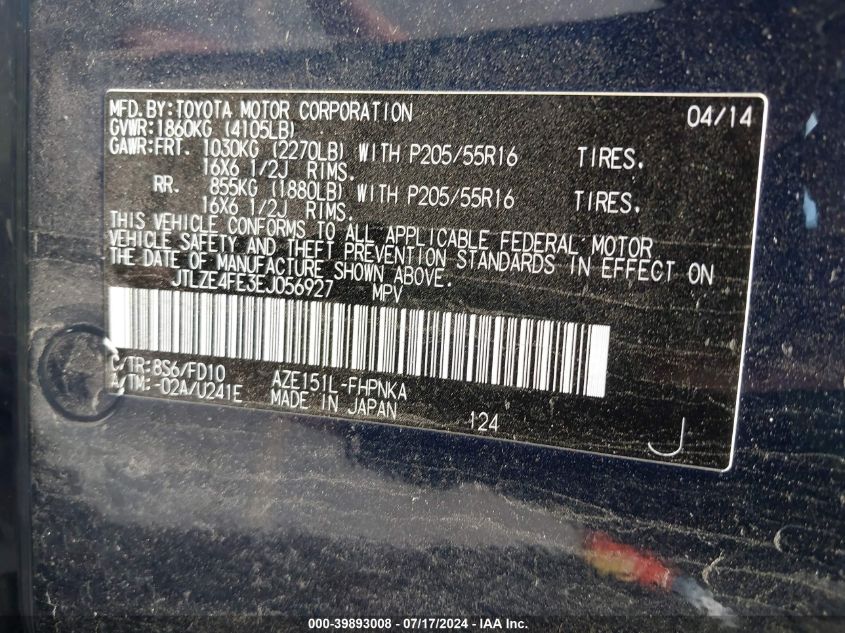 MFD.BY:TOYOTA MOTOR CORPORATION 04/14
GVWR:1860KG (4105LB)
GAWR:FRT. 1030KG (2270LB) WITH P205/55R16 TIRES.
16X6 1/2J RIMS.
RR. 855KG (1880LB) WITH P205/55R16 TIRES.
16X6 1/2J RIMS.
THIS VEHICLE CONFORMS TO ALL APPLICABLE FEDERAL MOTOR
VEHICLE SAFETY AND THEFT PREVENTION STANDARDS IN EFFECT ON
THE DATE OF MANUFACTURE SHOWN ABOVE.
JTLZE4FE3EJ056927 MPV
C/TR:8S6/FD10 AZE151L-FHPNKA
A/TM:-02A/U241E MADE IN JAPAN 124 J
000-39893008 - 07/17/2024 - IAA Inc.